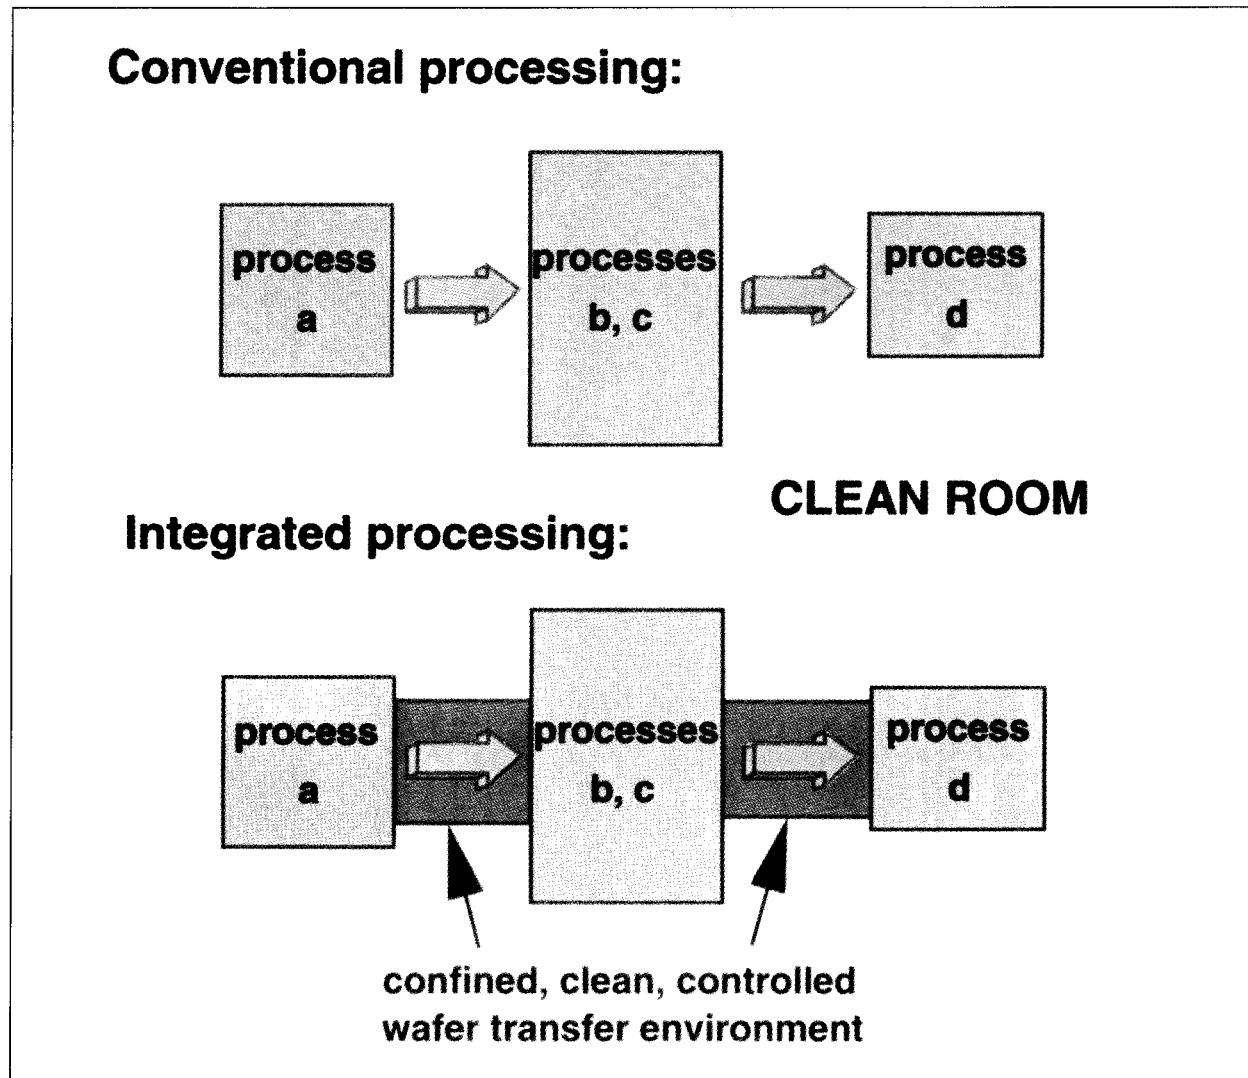 Conventional processing:
process
a
processes
b, c
process
d
CLEAN ROOM
Integrated processing:
process
a
processes
b, c
process
d
confined, clean, controlled
wafer transfer environment